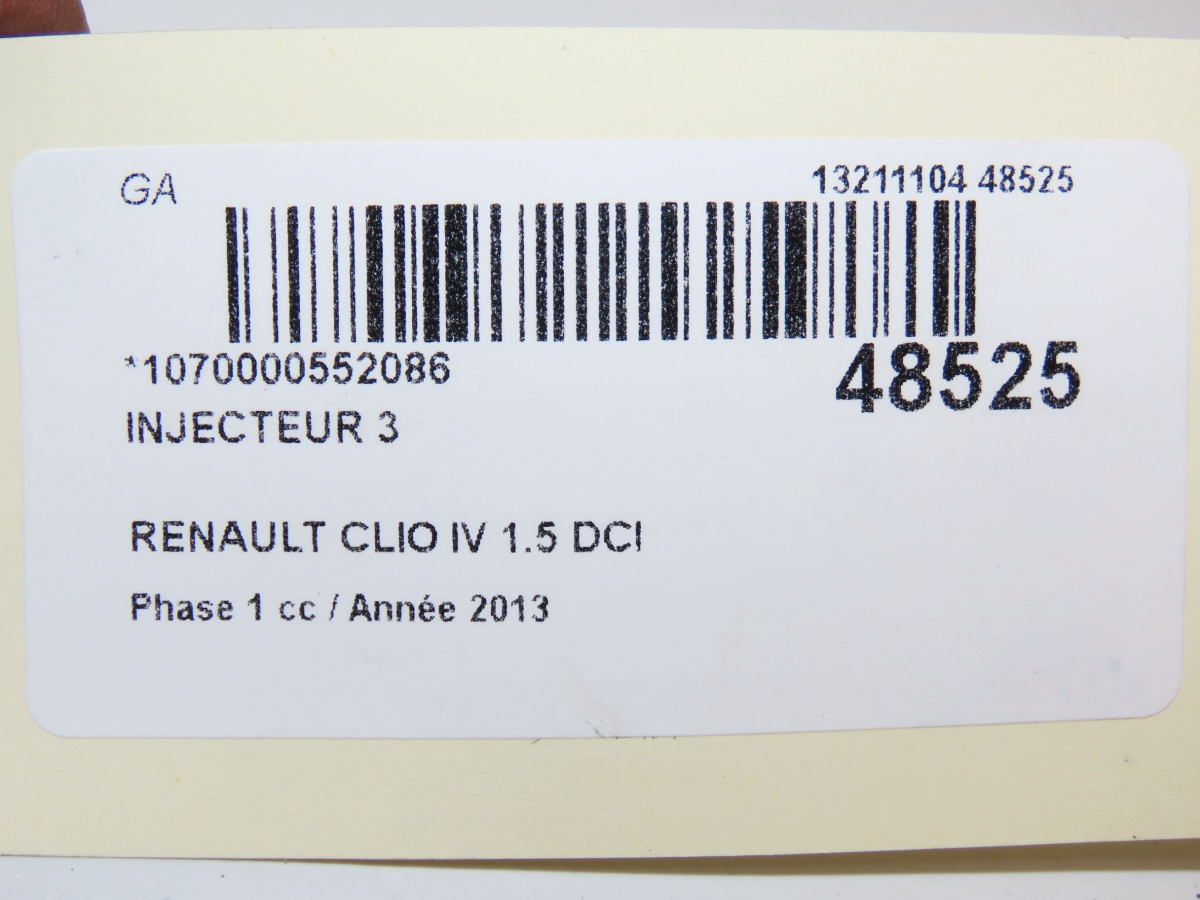 GA
13211104 48525
*1070000552086
48525
INJECTEUR 3
RENAULT CLIO IV 1.5 DCI
Phase 1 cc / Année 2013